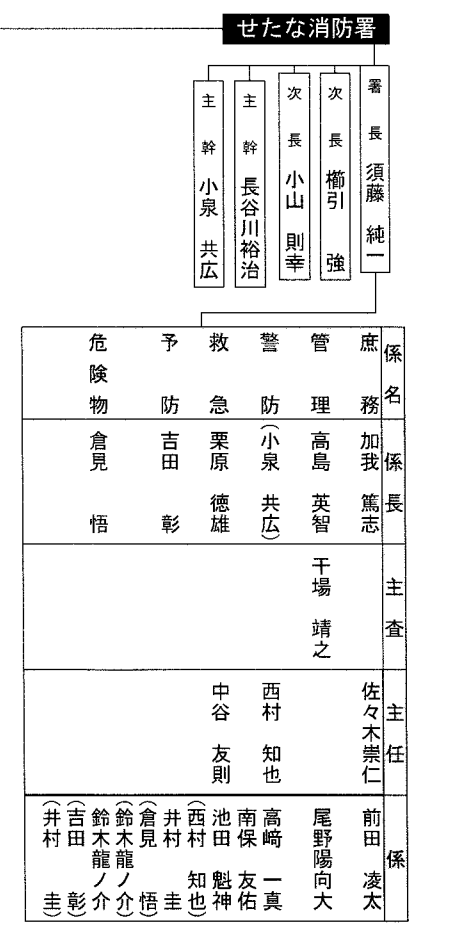 せたな消防署
署長 須藤 純一
次長 櫛引 強
次長 小山 則幸
主幹 長谷川裕治
主幹 小泉 共広
係名
庶務
管理
警防
救急
予防
危険物
係長
加我 篤志
高島 英智
(小泉 共広)
栗原 徳雄
吉田 彰
倉見 悟
主査
干場 靖之
主任
佐々木崇仁
西村 知也
中谷 友則
係
前田 凌太
尾野陽向大
高﨑 一真
南保 友佑
池田 魁神
(西村 知也)
井村 圭
(倉見 悟)
(鈴木龍ノ介)
鈴木龍ノ介
(吉田 彰)
(井村 圭)